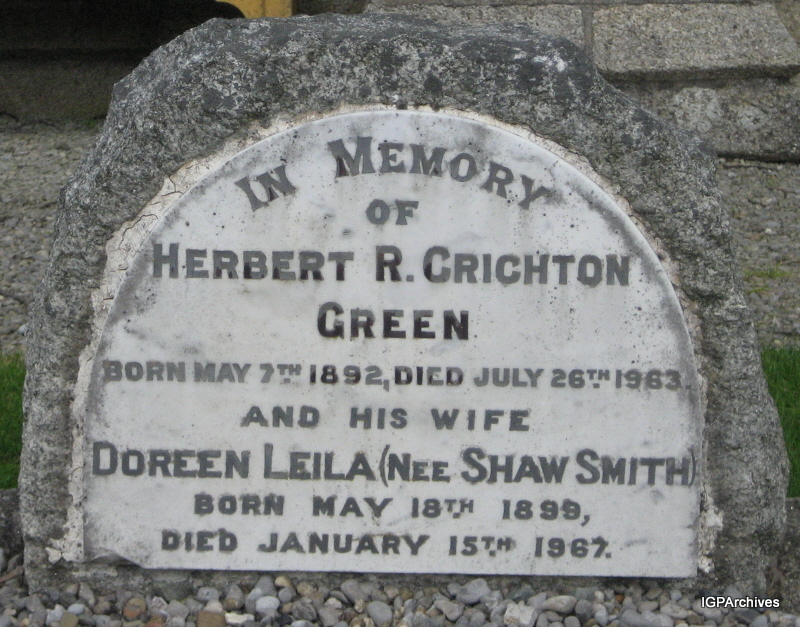 IN MEMORY
OF
HERBERT R. CRICHTON
GREEN
BORN MAY 7TH 1892, DIED JULY 26TH 1963.
AND HIS WIFE
DOREEN LEILA (NEE SHAW SMITH)
BORN MAY 18TH 1899,
DIED JANUARY 15TH 1967.
IGPArchives